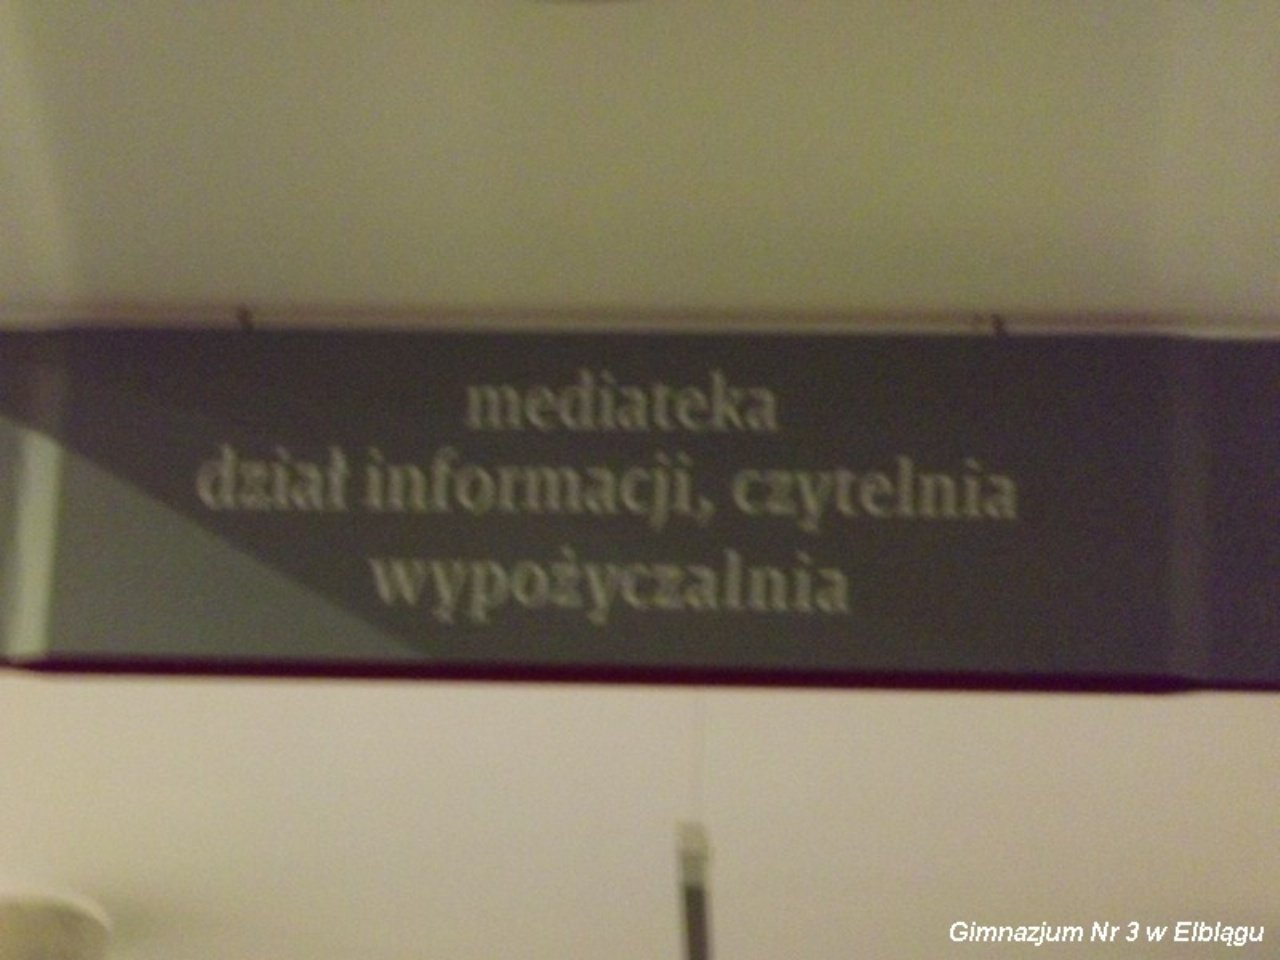 mediateka
dział informacji, czytelnia
wypożyczalnia
Gimnazjum Nr 3 w Elblągu